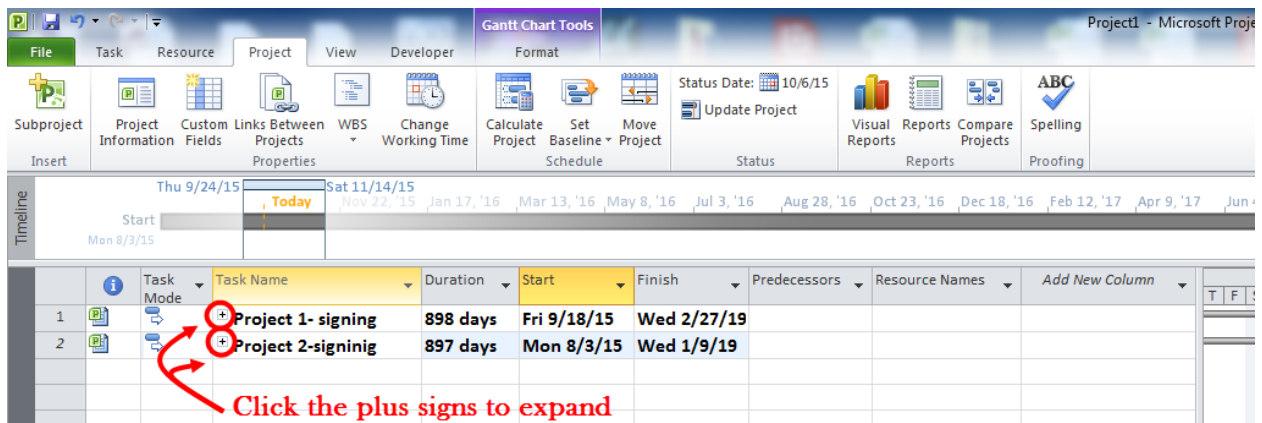 Gantt Chart Tools
Project1 - Microsoft Proje
File Task Resource Project View Developer Format
Subproject
Project Information
Custom Fields
Links Between Projects
WBS
Change Working Time
Calculate Project
Set Baseline
Move Project
Status Date: 10/6/15
Update Project
Visual Reports
Reports
Compare Projects
ABC
Spelling
Insert Properties Schedule Status Reports Proofing
Timeline
Thu 9/24/15 Sat 11/14/15
Today Nov 22, '15 Jan 17, '16 Mar 13, '16 May 8, '16 Jul 3, '16 Aug 28, '16 Oct 23, '16 Dec 18, '16 Feb 12, '17 Apr 9, '17 Jun 4
Start
Mon 8/3/15
Task Mode Task Name Duration Start Finish Predecessors Resource Names Add New Column
T F S
1 Project 1- signing 898 days Fri 9/18/15 Wed 2/27/19
2 Project 2-signinig 897 days Mon 8/3/15 Wed 1/9/19
Click the plus signs to expand